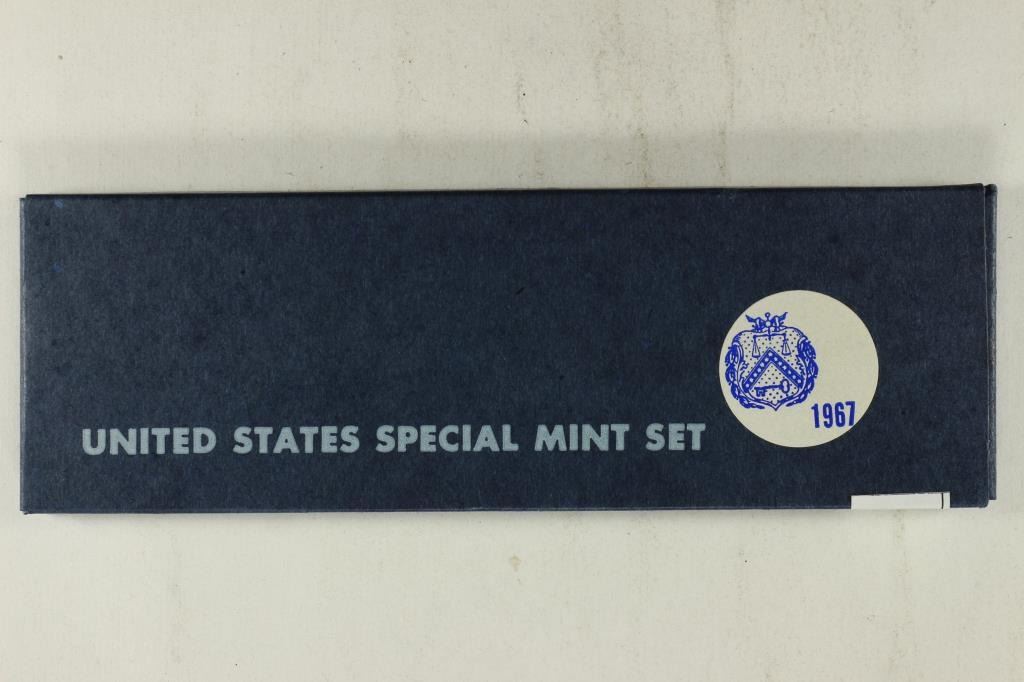 UNITED STATES SPECIAL MINT SET
1967